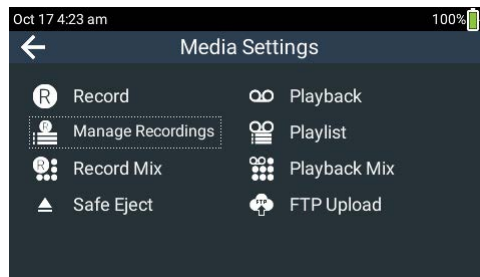 Oct 17 4:23 am 100%
Media Settings
R Record
Playback
R Manage Recordings
Playlist
R Record Mix
Playback Mix
Safe Eject
FTP FTP Upload